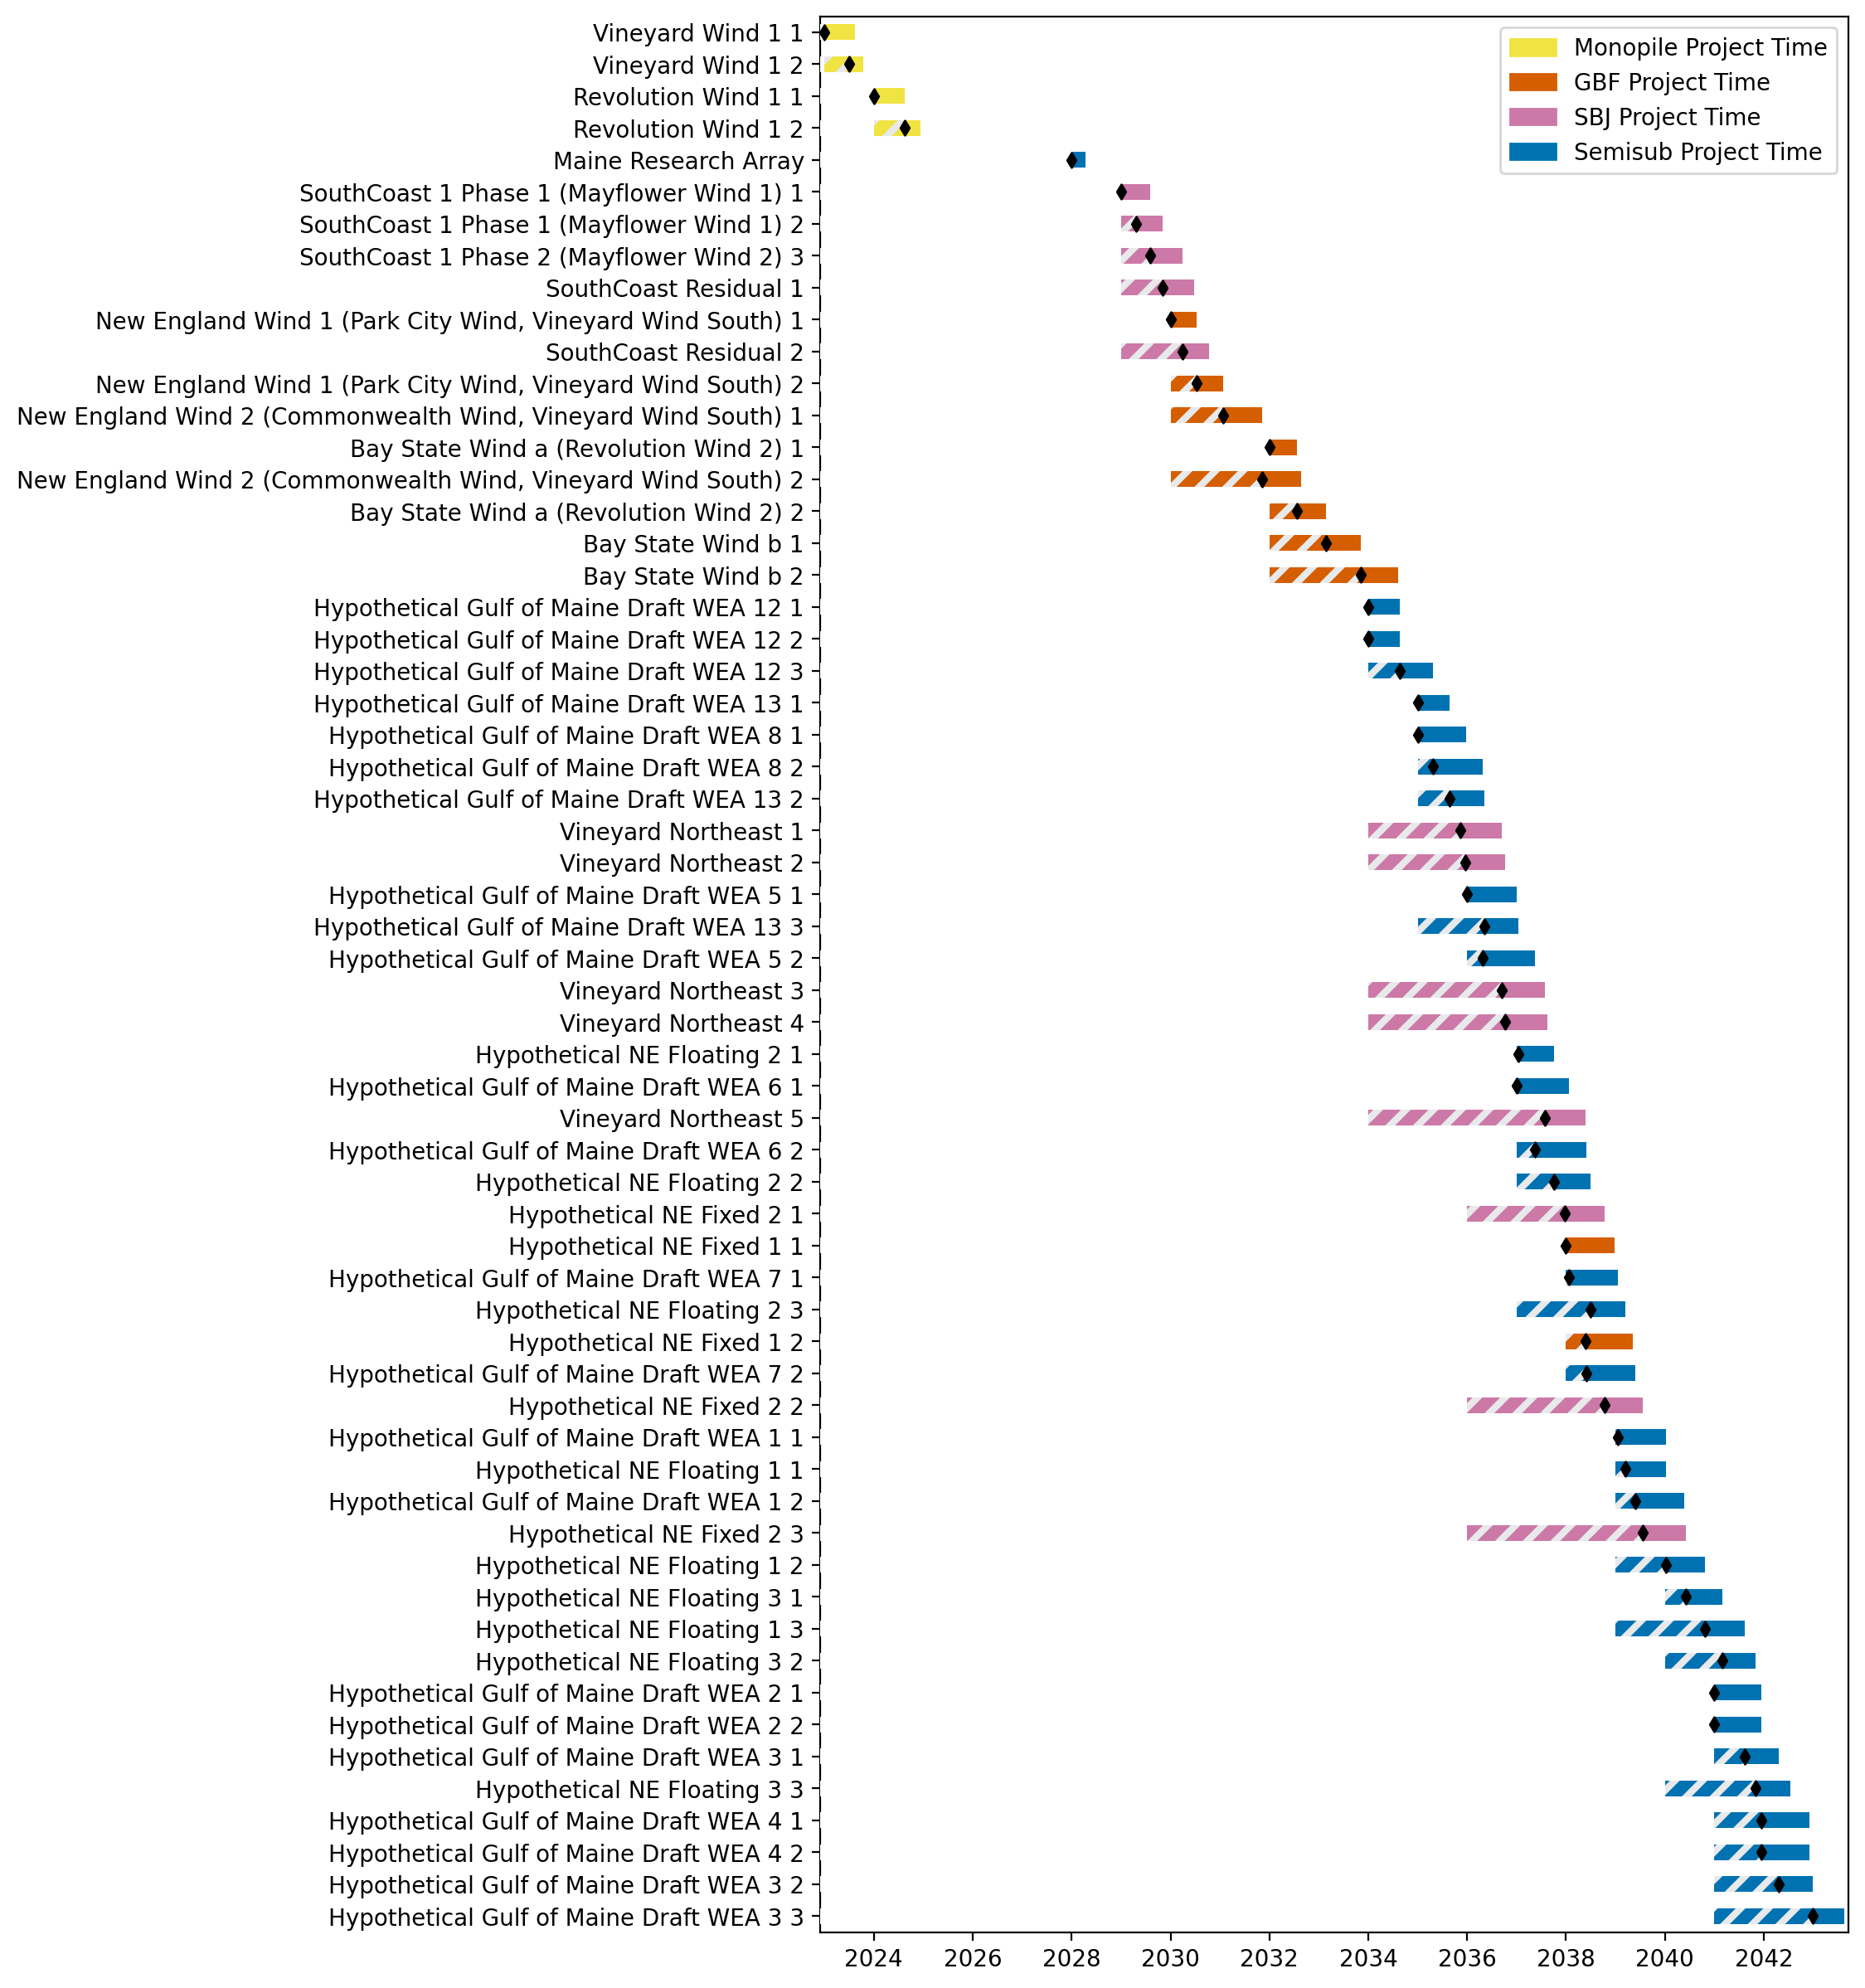 Vineyard Wind 1 1
Vineyard Wind 1 2
Revolution Wind 1 1
Revolution Wind 1 2
Maine Research Array
SouthCoast 1 Phase 1 (Mayflower Wind 1) 1
SouthCoast 1 Phase 1 (Mayflower Wind 1) 2
SouthCoast 1 Phase 2 (Mayflower Wind 2) 3
SouthCoast Residual 1
New England Wind 1 (Park City Wind, Vineyard Wind South) 1
SouthCoast Residual 2
New England Wind 1 (Park City Wind, Vineyard Wind South) 2
New England Wind 2 (Commonwealth Wind, Vineyard Wind South) 1
Bay State Wind a (Revolution Wind 2) 1
New England Wind 2 (Commonwealth Wind, Vineyard Wind South) 2
Bay State Wind a (Revolution Wind 2) 2
Bay State Wind b 1
Bay State Wind b 2
Hypothetical Gulf of Maine Draft WEA 12 1
Hypothetical Gulf of Maine Draft WEA 12 2
Hypothetical Gulf of Maine Draft WEA 12 3
Hypothetical Gulf of Maine Draft WEA 13 1
Hypothetical Gulf of Maine Draft WEA 8 1
Hypothetical Gulf of Maine Draft WEA 8 2
Hypothetical Gulf of Maine Draft WEA 13 2
Vineyard Northeast 1
Vineyard Northeast 2
Hypothetical Gulf of Maine Draft WEA 5 1
Hypothetical Gulf of Maine Draft WEA 13 3
Hypothetical Gulf of Maine Draft WEA 5 2
Vineyard Northeast 3
Vineyard Northeast 4
Hypothetical NE Floating 2 1
Hypothetical Gulf of Maine Draft WEA 6 1
Vineyard Northeast 5
Hypothetical Gulf of Maine Draft WEA 6 2
Hypothetical NE Floating 2 2
Hypothetical NE Fixed 2 1
Hypothetical NE Fixed 1 1
Hypothetical Gulf of Maine Draft WEA 7 1
Hypothetical NE Floating 2 3
Hypothetical NE Fixed 1 2
Hypothetical Gulf of Maine Draft WEA 7 2
Hypothetical NE Fixed 2 2
Hypothetical Gulf of Maine Draft WEA 1 1
Hypothetical NE Floating 1 1
Hypothetical Gulf of Maine Draft WEA 1 2
Hypothetical NE Fixed 2 3
Hypothetical NE Floating 1 2
Hypothetical NE Floating 3 1
Hypothetical NE Floating 1 3
Hypothetical NE Floating 3 2
Hypothetical Gulf of Maine Draft WEA 2 1
Hypothetical Gulf of Maine Draft WEA 2 2
Hypothetical Gulf of Maine Draft WEA 3 1
Hypothetical NE Floating 3 3
Hypothetical Gulf of Maine Draft WEA 4 1
Hypothetical Gulf of Maine Draft WEA 4 2
Hypothetical Gulf of Maine Draft WEA 3 2
Hypothetical Gulf of Maine Draft WEA 3 3
Monopile Project Time
GBF Project Time
SBJ Project Time
Semisub Project Time
2024 2026 2028 2030 2032 2034 2036 2038 2040 2042